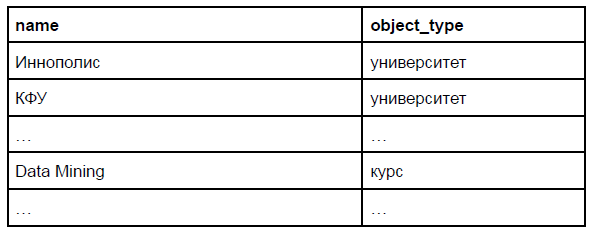 name object_type
Иннополис университет
КФУ университет
… …
Data Mining курс
… …